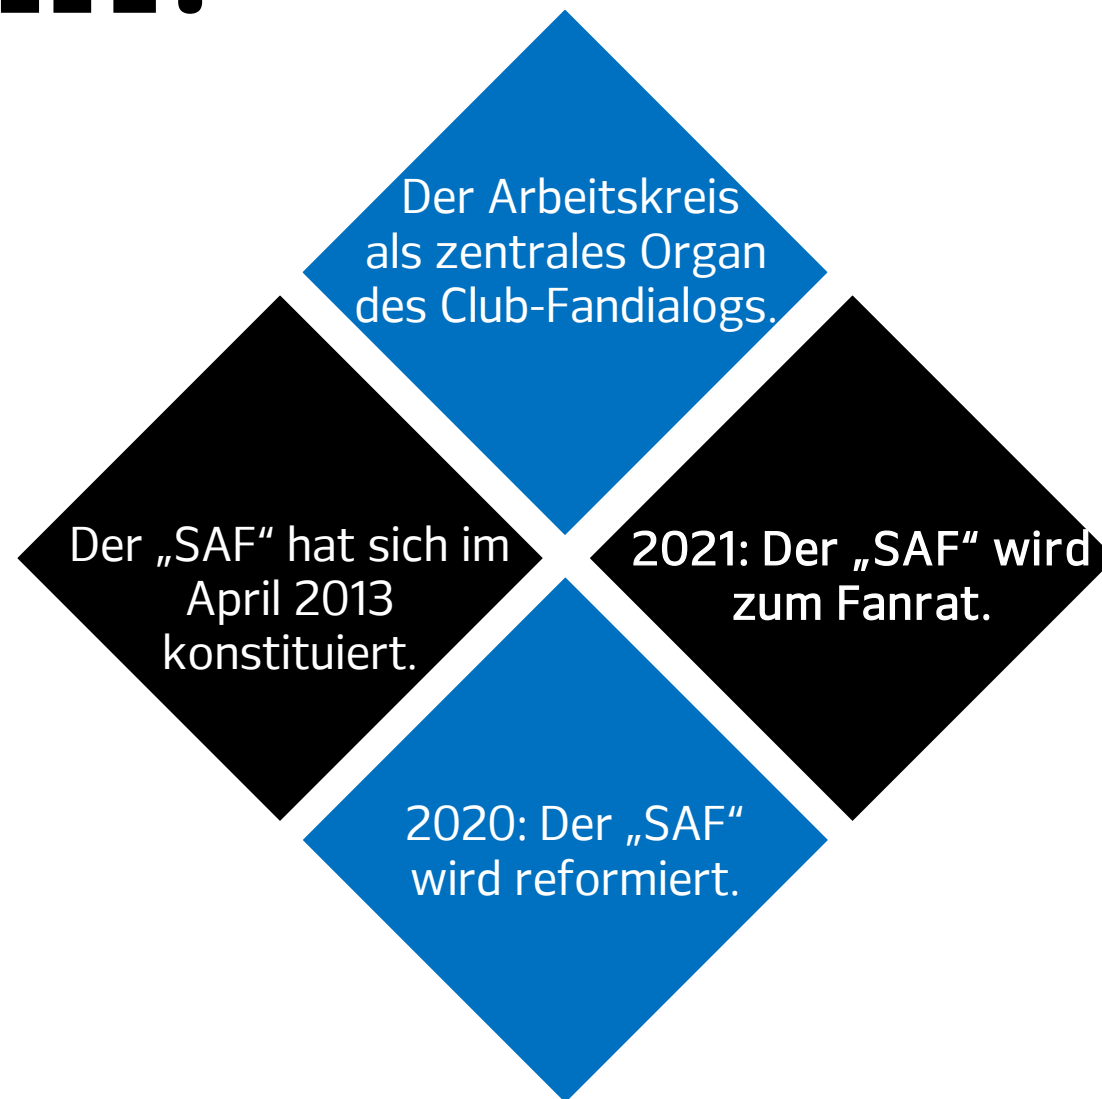 Der Arbeitskreis
als zentrales Organ
des Club-Fandialogs.
Der „SAF“ hat sich im
April 2013
konstituiert.
2021: Der „SAF“ wird
zum Fanrat.
2020: Der „SAF“
wird reformiert.